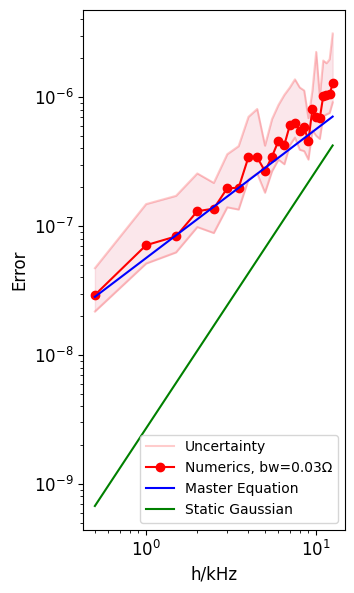 10⁻⁶
10⁻⁷
10⁻⁸
10⁻⁹
Error
Uncertainty
Numerics, bw=0.03Ω
Master Equation
Static Gaussian
10⁰
10¹
h/kHz